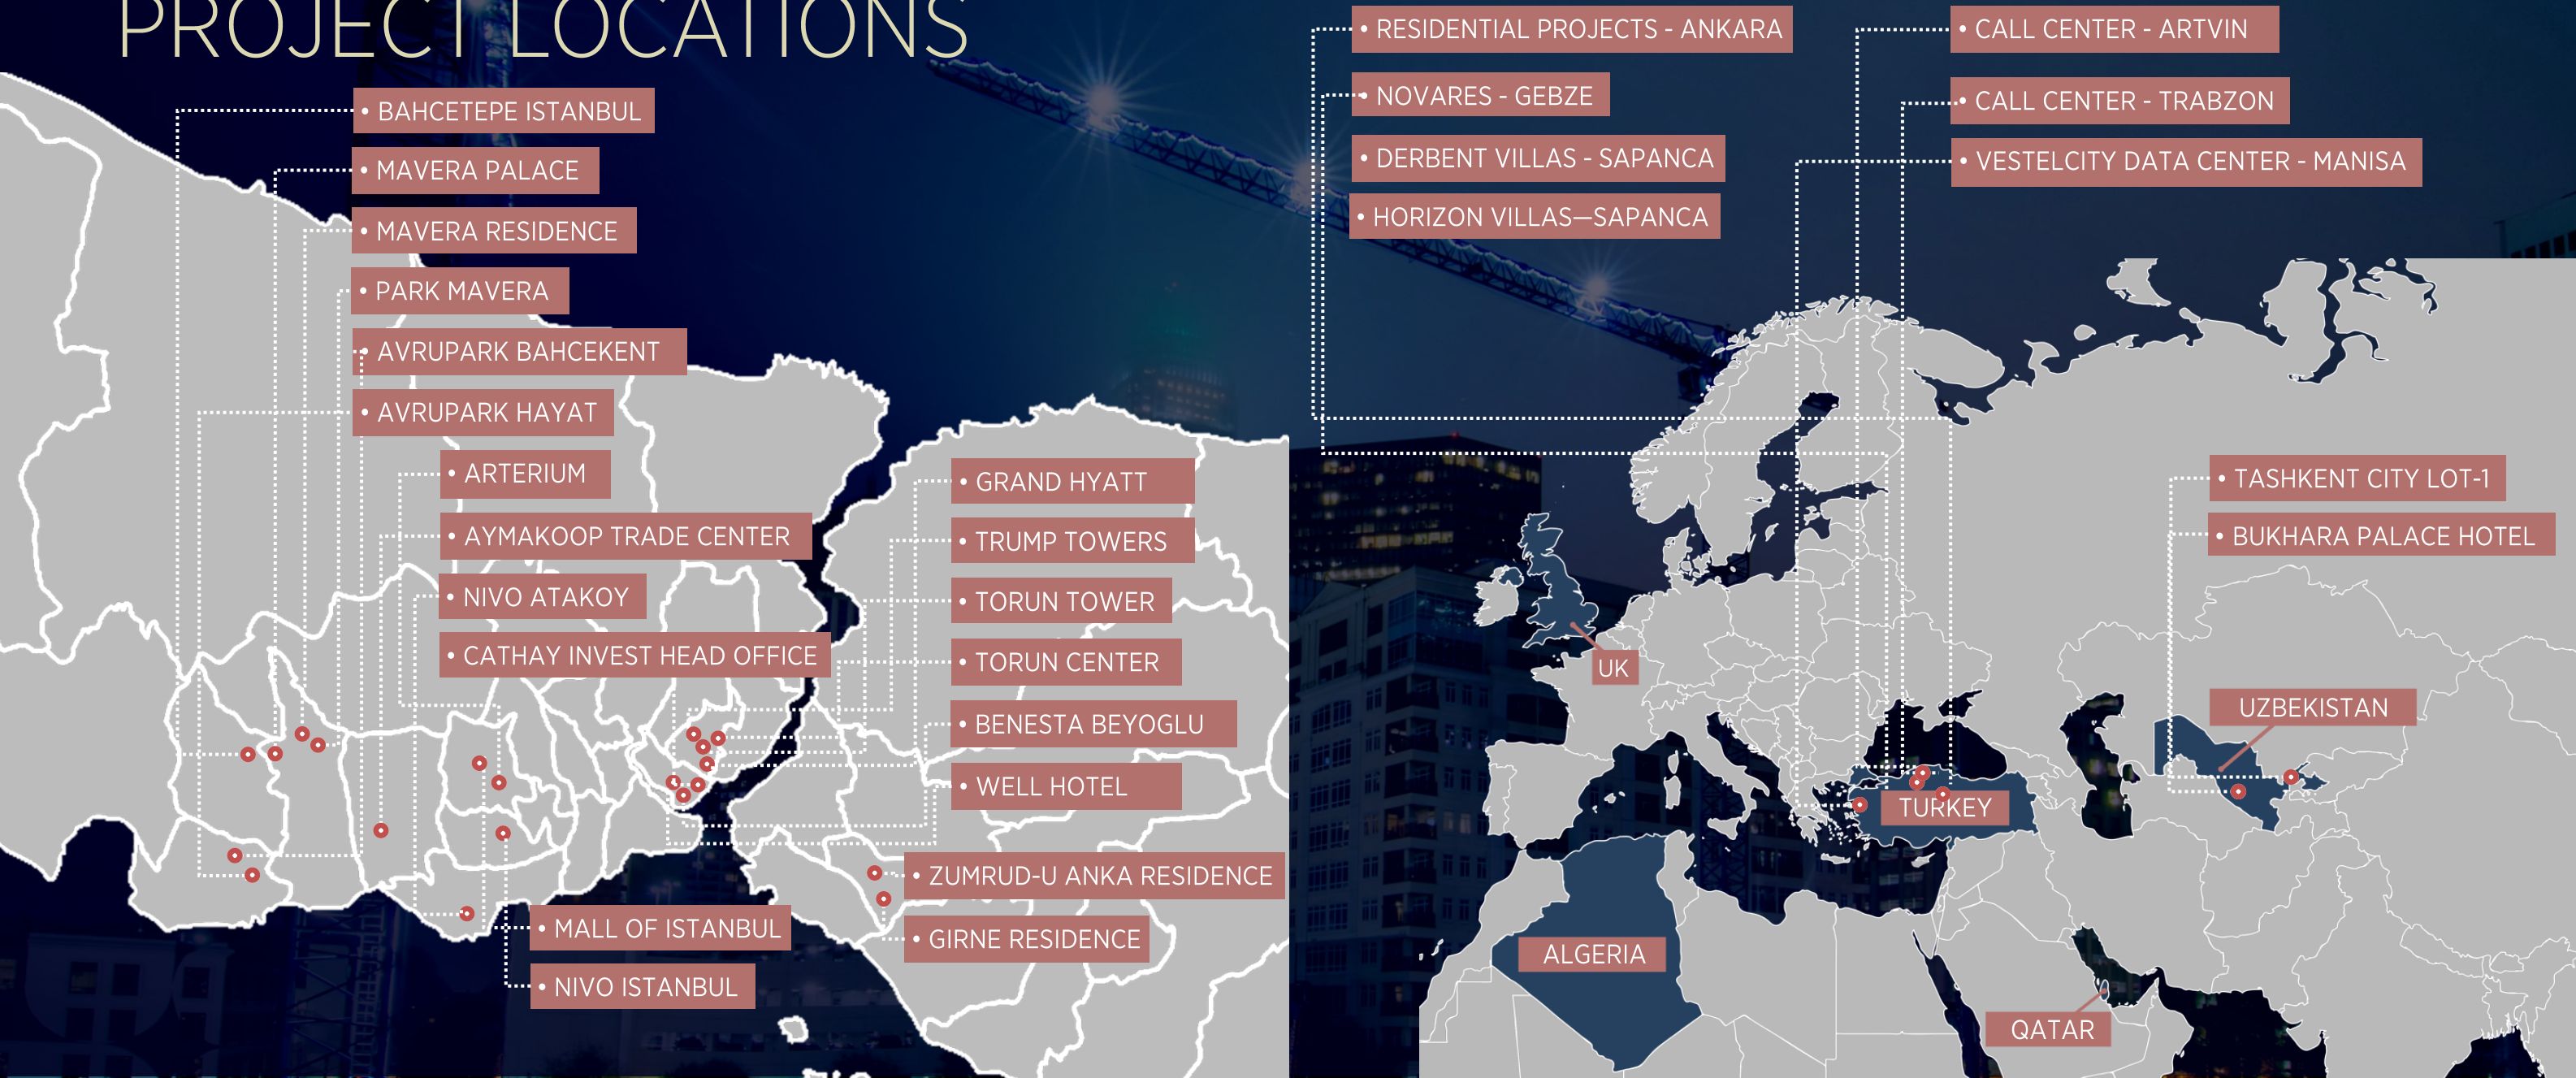 PROJECT LOCATIONS
• BAHCETEPE ISTANBUL
• MAVERA PALACE
• MAVERA RESIDENCE
• PARK MAVERA
• AVRUPARK BAHCEKENT
• AVRUPARK HAYAT
• ARTERIUM
• AYMAKOOP TRADE CENTER
• NIVO ATAKOY
• CATHAY INVEST HEAD OFFICE
• MALL OF ISTANBUL
• NIVO ISTANBUL
• GRAND HYATT
• TRUMP TOWERS
• TORUN TOWER
• TORUN CENTER
• BENESTA BEYOGLU
• WELL HOTEL
• ZUMRUD-U ANKA RESIDENCE
• GIRNE RESIDENCE
• RESIDENTIAL PROJECTS - ANKARA
• NOVARES - GEBZE
• DERBENT VILLAS - SAPANCA
• HORIZON VILLAS—SAPANCA
• CALL CENTER - ARTVIN
• CALL CENTER - TRABZON
• VESTELCITY DATA CENTER - MANISA
• TASHKENT CITY LOT-1
• BUKHARA PALACE HOTEL
UK
UZBEKISTAN
TURKEY
ALGERIA
QATAR